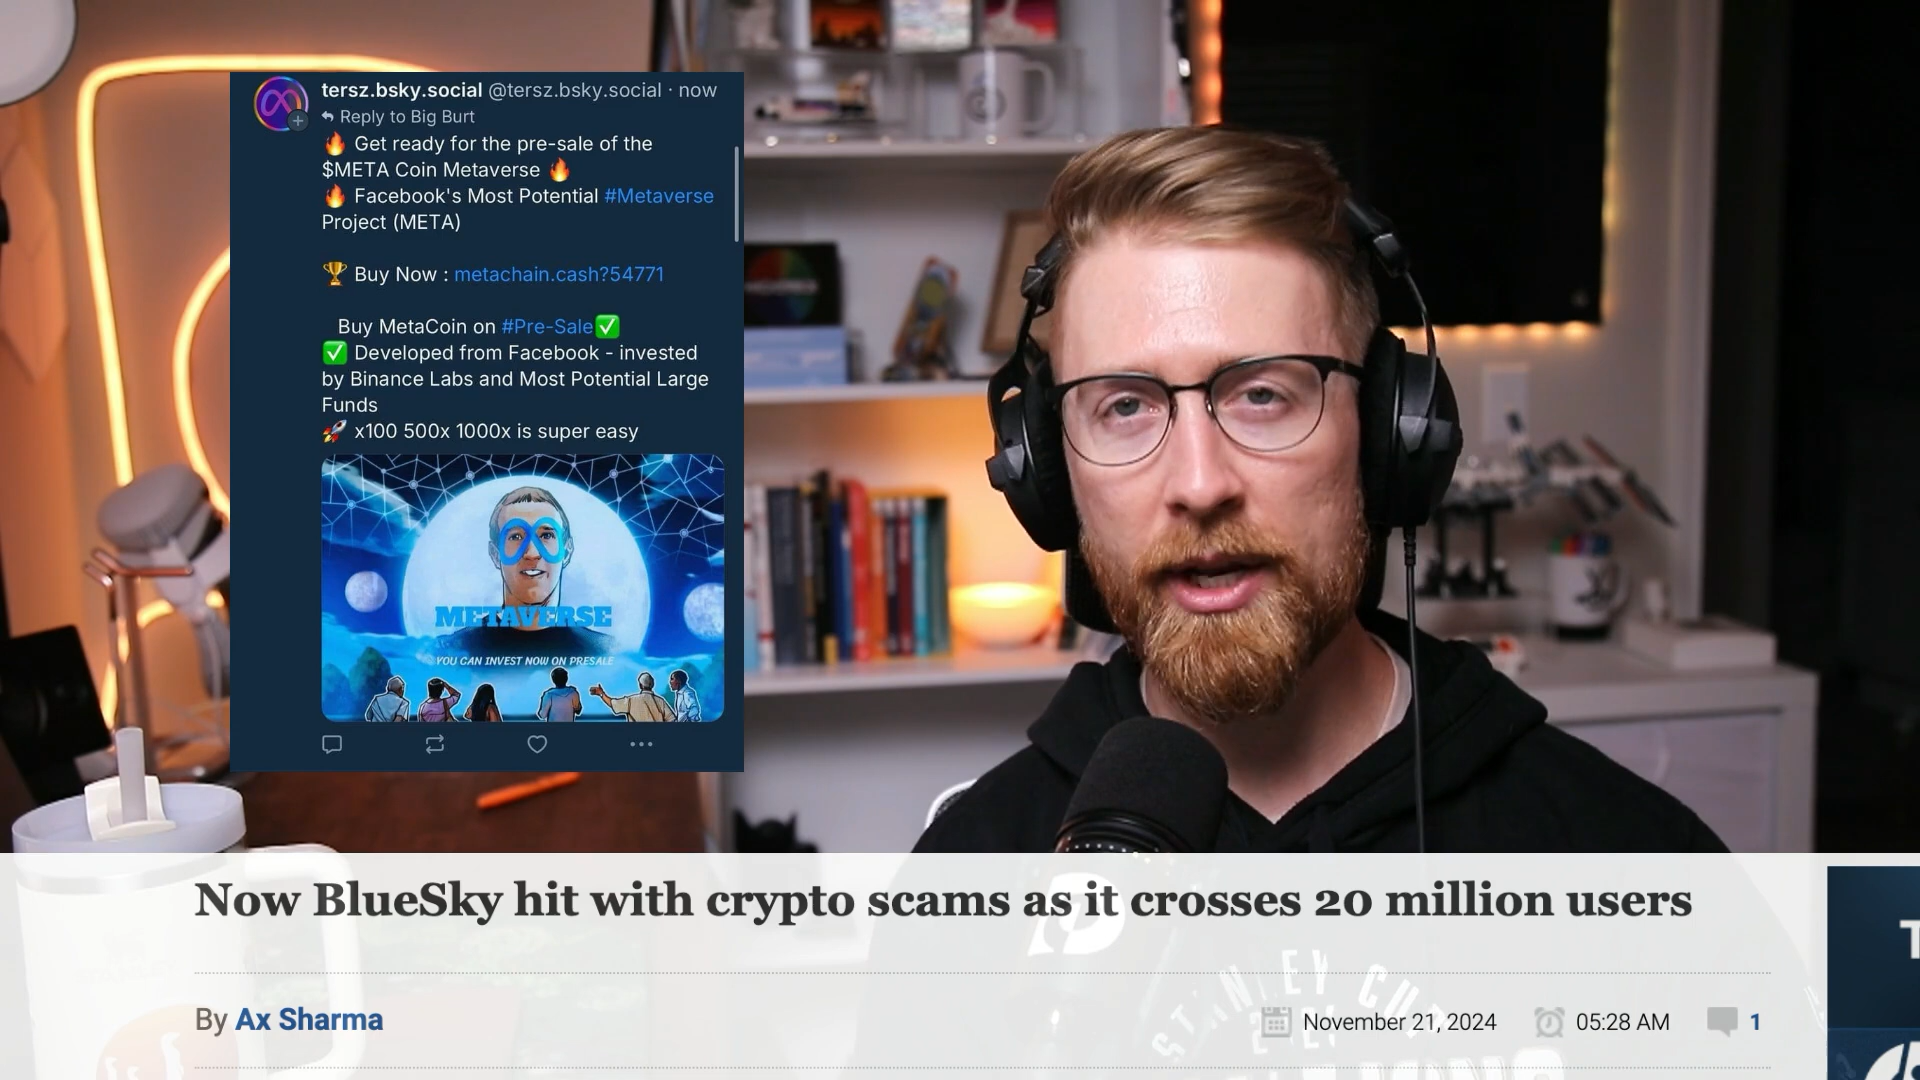 tersz.bsky.social @tersz.bsky.social · now
Reply to Big Burt
🔥 Get ready for the pre-sale of the
$META Coin Metaverse 🔥
🔥 Facebook's Most Potential #Metaverse
Project (META)
🏆 Buy Now : metachain.cash?54771
Buy MetaCoin on #Pre-Sale✅
✅ Developed from Facebook - invested
by Binance Labs and Most Potential Large
Funds
🚀 x100 500x 1000x is super easy
METAVERSE
YOU CAN INVEST NOW ON PRESALE
Now BlueSky hit with crypto scams as it crosses 20 million users
By Ax Sharma
November 21, 2024
05:28 AM
1
STANLEY CUP